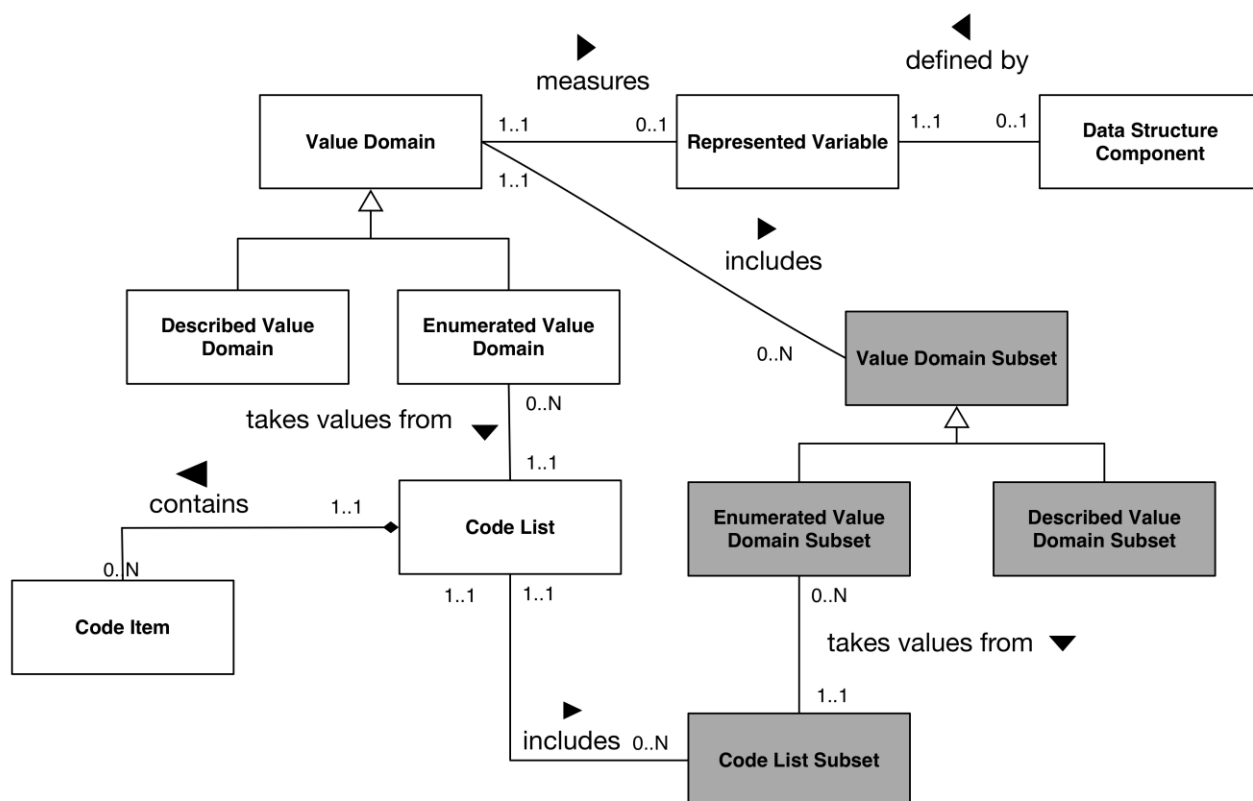 measures
defined by
Value Domain
1..1
0..1
Represented Variable
1..1
0..1
Data Structure
Component
1..1
includes
Described Value
Domain
Enumerated Value
Domain
0..N
Value Domain Subset
takes values from
0..N
1..1
contains
1..1
Code List
Enumerated Value
Domain Subset
Described Value
Domain Subset
0..N
Code Item
1..1
1..1
0..N
takes values from
1..1
includes
0..N
Code List Subset